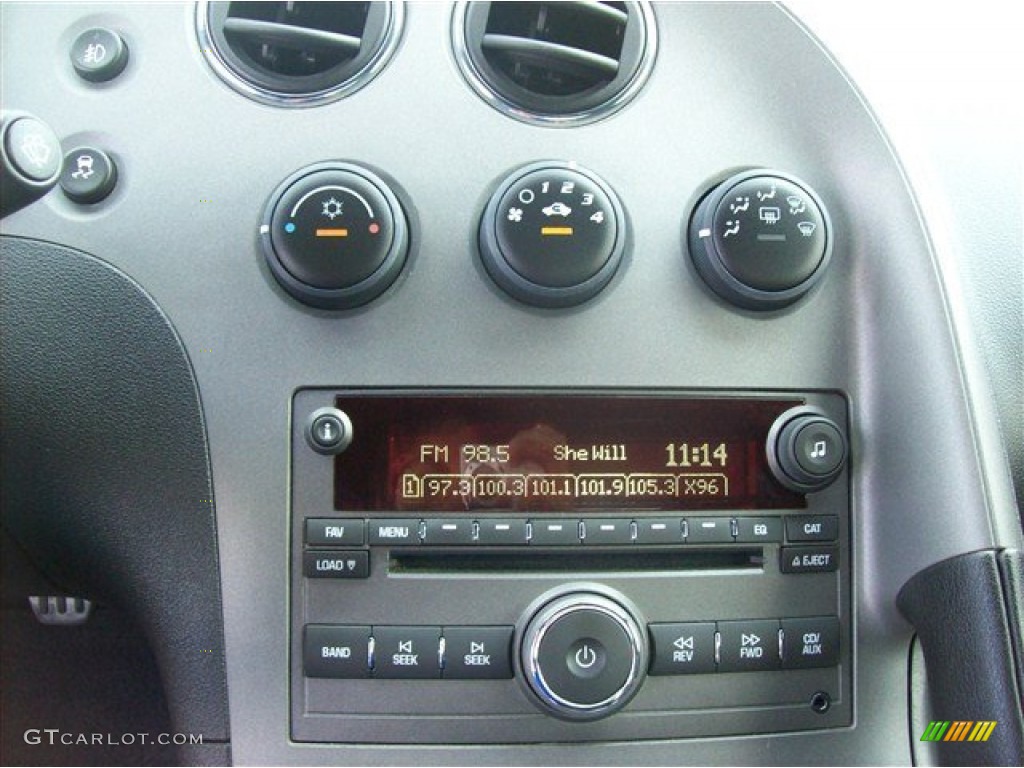 1 2 3 4
FM 98.5 She Will 11:14
1 97.3 100.3 101.1 101.9 105.3 X96
FAV MENU EQ CAT
LOAD EJECT
BAND SEEK SEEK REV FWD CD/AUX
GTCARLOT.COM